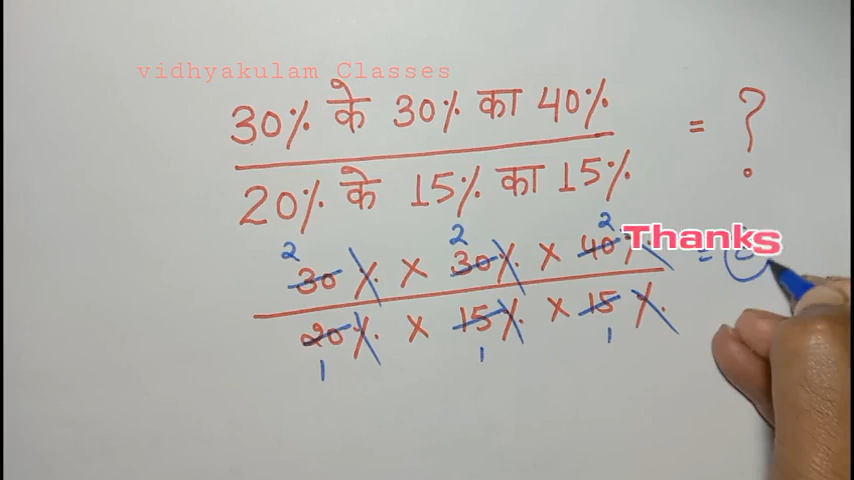 vidhyakulam Classes
30% के 30% का 40%
= ?
20% के 15% का 15%
2 2 2
30% × 30% × 40%
Thanks
=
20% × 15% × 15%
1 1 1